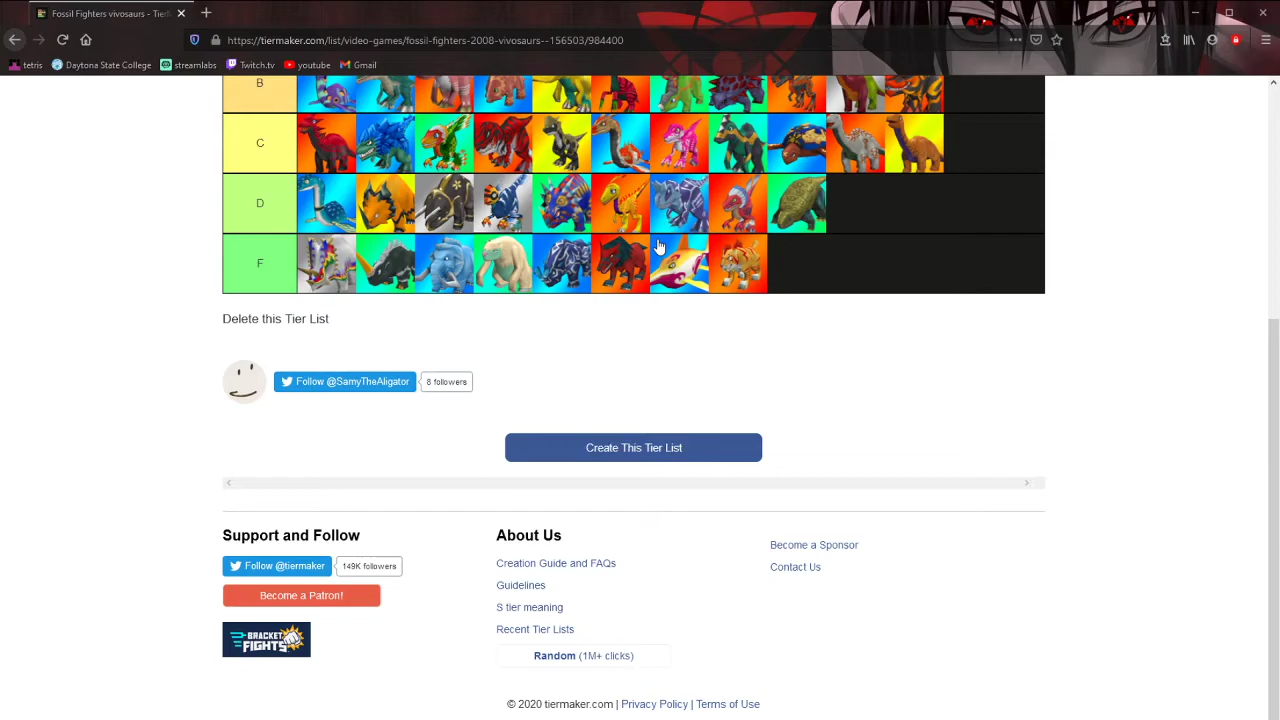 Fossil Fighters vivosaurs - Tierl
https://tiermaker.com/list/video-games/fossil-fighters-2008-vivosaurs--156503/984400
tetris Daytona State College streamlabs Twitch.tv youtube Gmail
B
C
D
F
Delete this Tier List
Follow @SamyTheAligator 8 followers
Create This Tier List
Support and Follow
Follow @tiermaker 149K followers
Become a Patron!
BRACKET
FIGHTS
About Us
Creation Guide and FAQs
Guidelines
S tier meaning
Recent Tier Lists
Random (1M+ clicks)
Become a Sponsor
Contact Us
© 2020 tiermaker.com | Privacy Policy | Terms of Use